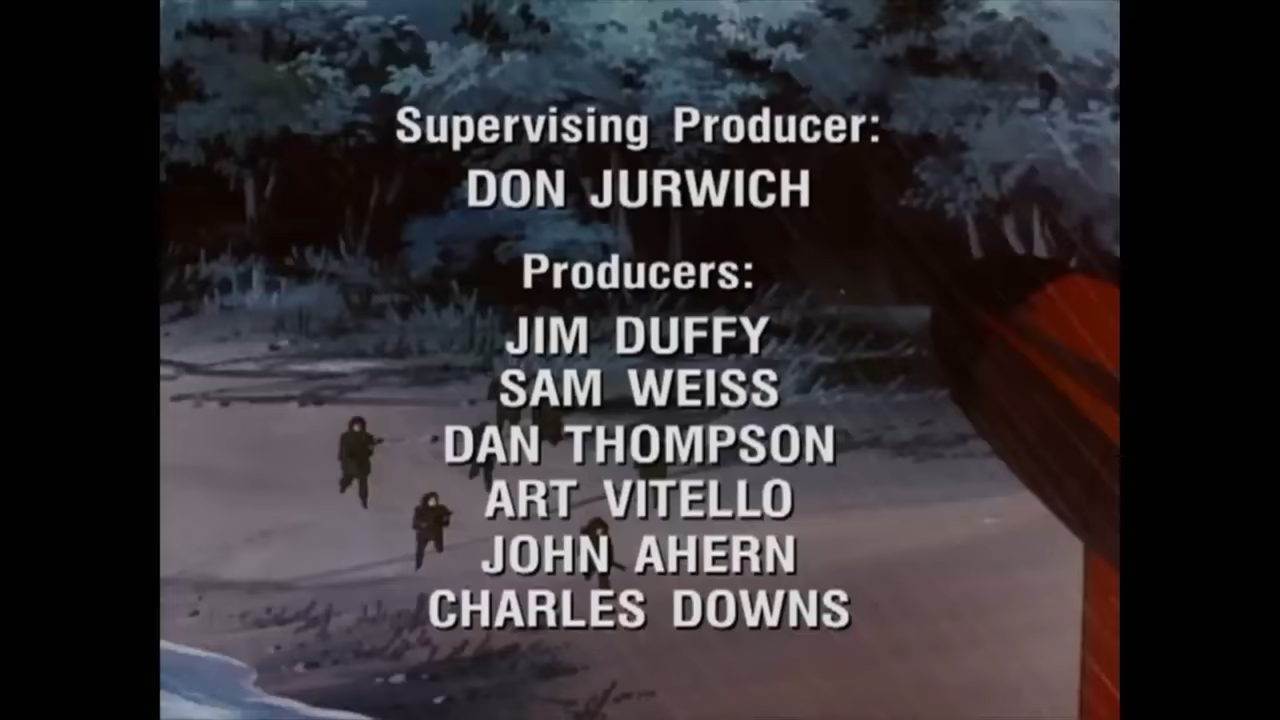 Supervising Producer:
DON JURWICH
Producers:
JIM DUFFY
SAM WEISS
DAN THOMPSON
ART VITELLO
JOHN AHERN
CHARLES DOWNS